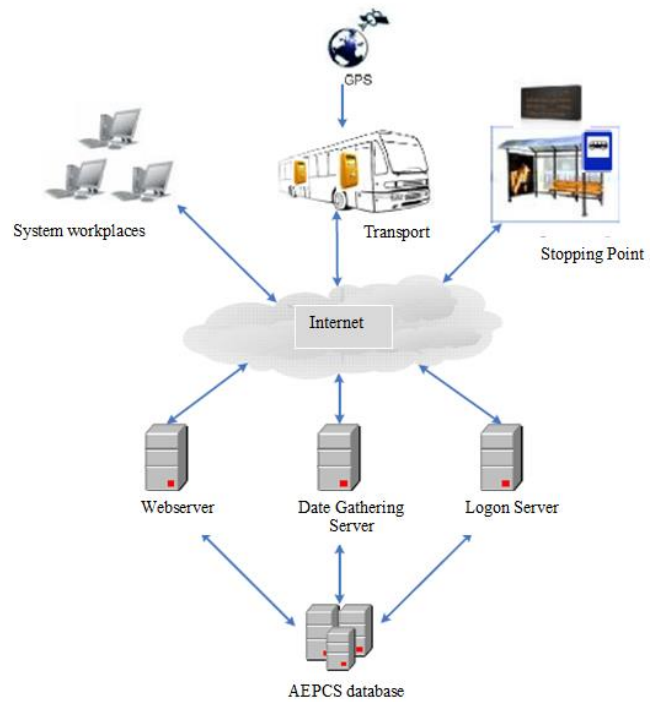 GPS
System workplaces
Transport
Stopping Point
Internet
Webserver
Date Gathering
Server
Logon Server
AEPCS database